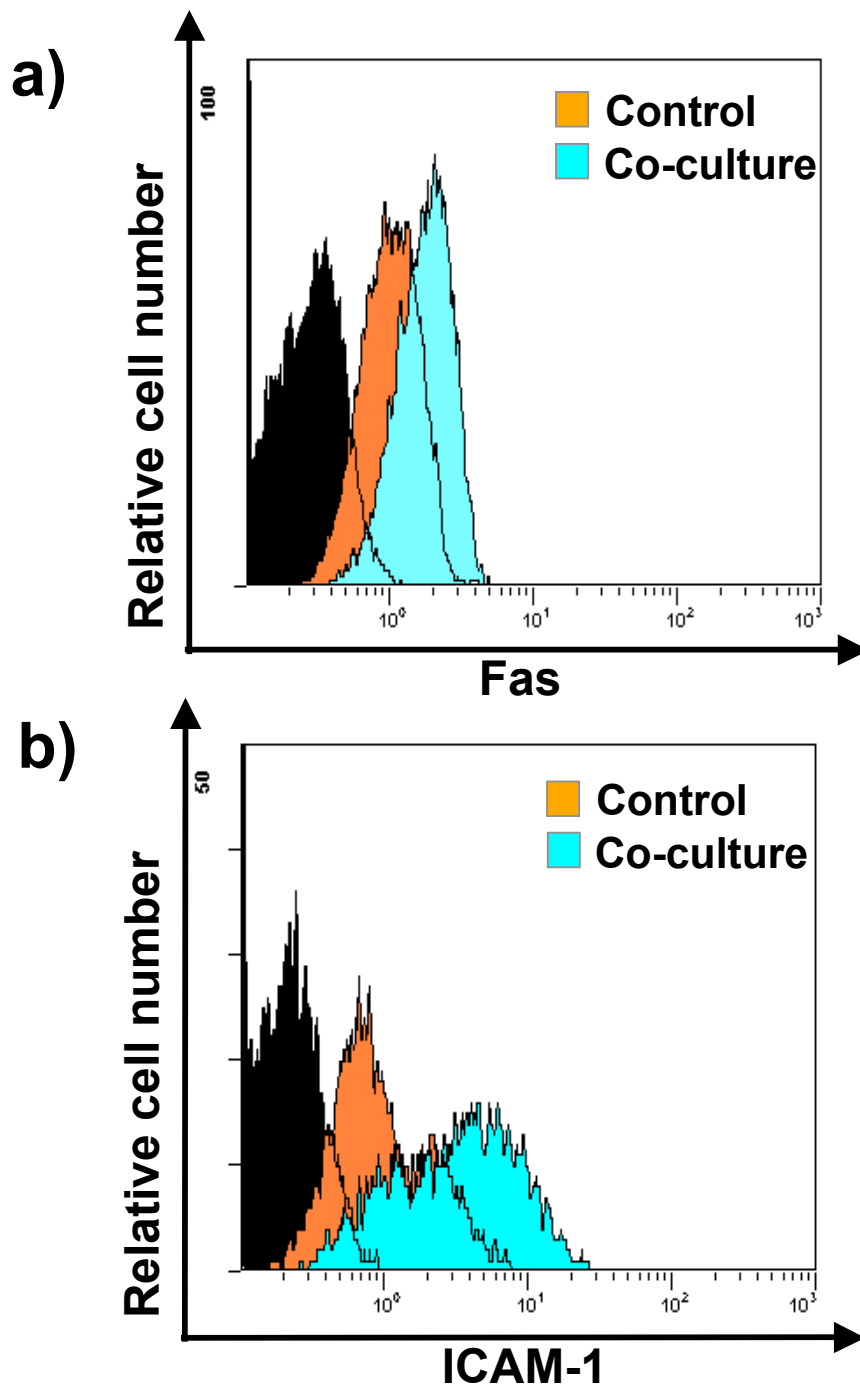 a)
100
Control
Co-culture
Relative cell number
10⁰ 10¹ 10² 10³
Fas
b)
50
Control
Co-culture
Relative cell number
10⁰ 10¹ 10² 10³
ICAM-1